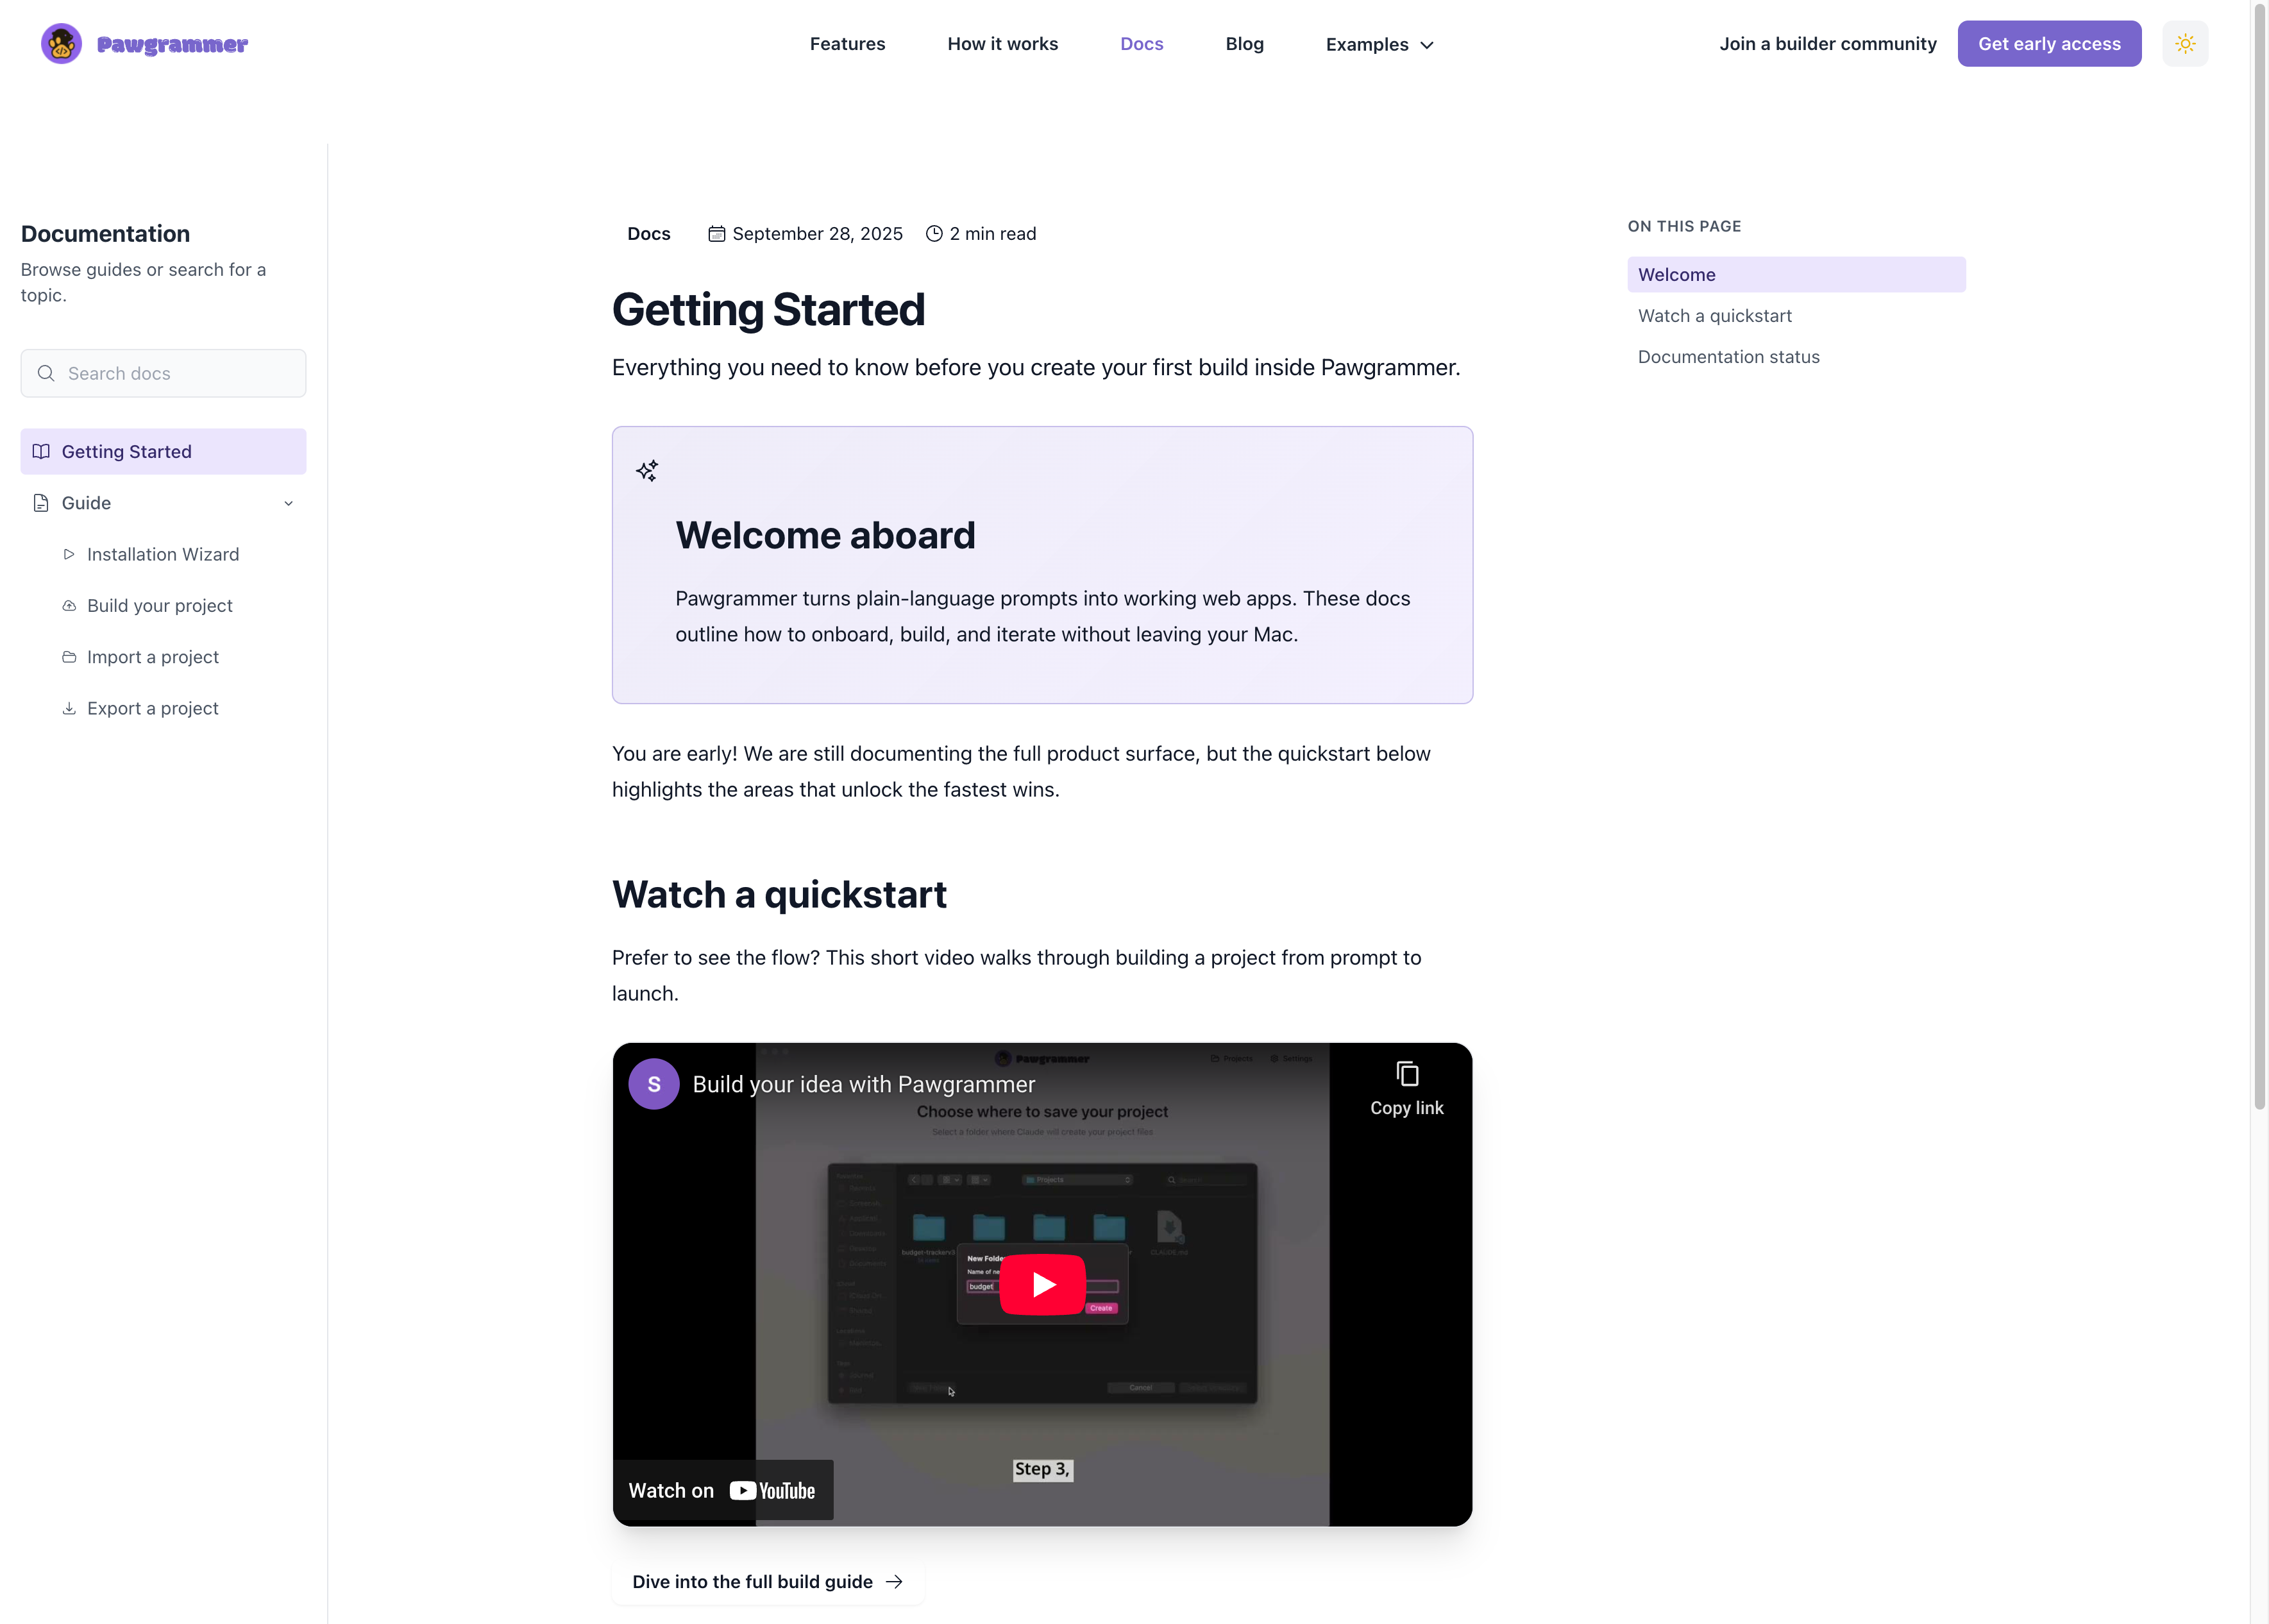 Pawgrammer
Features
How it works
Docs
Blog
Examples
Join a builder community
Get early access
Documentation
Browse guides or search for a
topic.
Search docs
Getting Started
Guide
Installation Wizard
Build your project
Import a project
Export a project
Docs
September 28, 2025
2 min read
Getting Started
Everything you need to know before you create your first build inside Pawgrammer.
Welcome aboard
Pawgrammer turns plain-language prompts into working web apps. These docs
outline how to onboard, build, and iterate without leaving your Mac.
You are early! We are still documenting the full product surface, but the quickstart below
highlights the areas that unlock the fastest wins.
Watch a quickstart
Prefer to see the flow? This short video walks through building a project from prompt to
launch.
Pawgrammer
Projects
Settings
S
Build your idea with Pawgrammer
Copy link
Choose where to save your project
Select a folder where Claude will create your project files
Projects
Search
budget-trackerv3
CLAUDE.md
New Folde
Name of ne
budget
Create
Cancel
Step 3,
Watch on YouTube
Dive into the full build guide
ON THIS PAGE
Welcome
Watch a quickstart
Documentation status